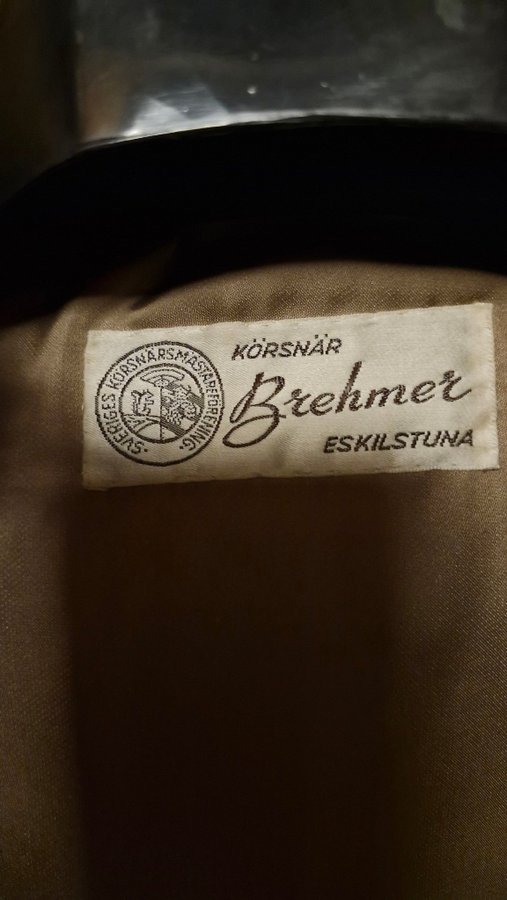 SVERIGES KÖRSNÄRSMÄSTAREFÖRENING
KÖRSNÄR
Brehmer
ESKILSTUNA